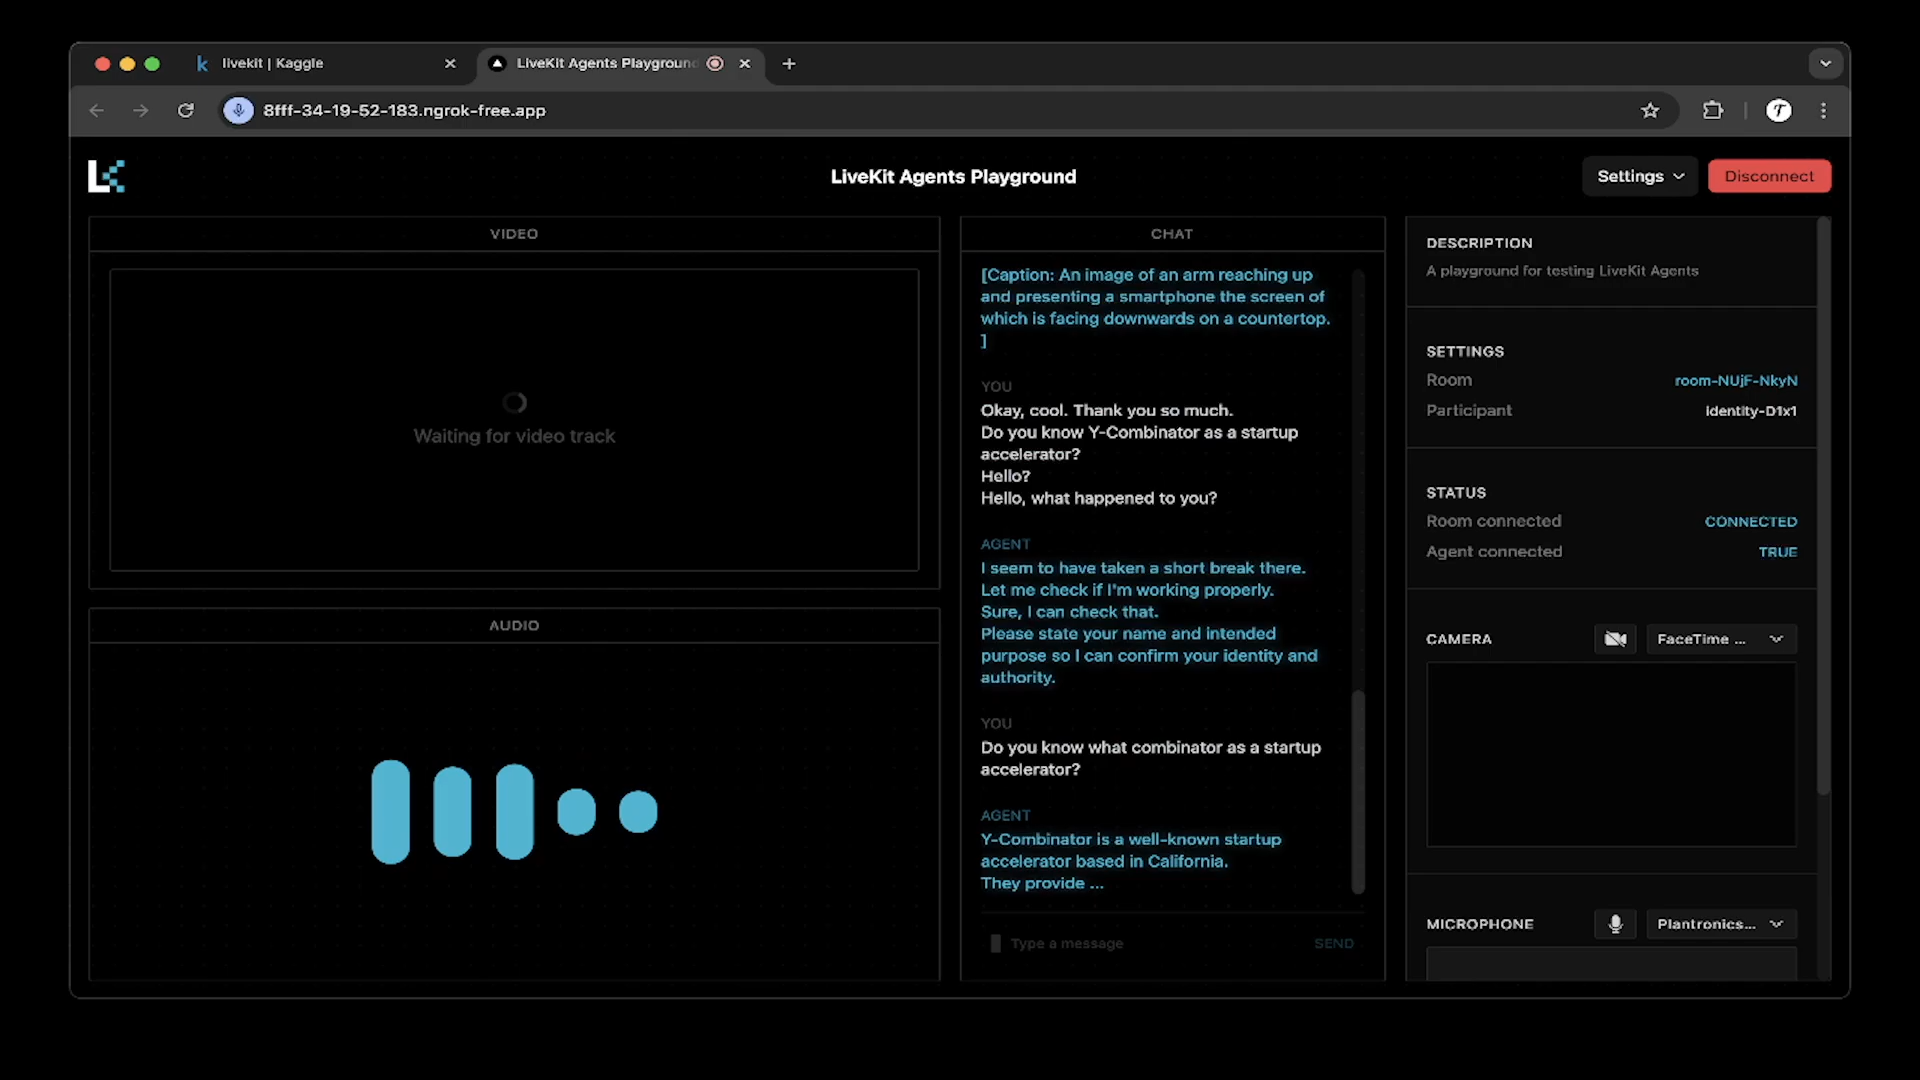 livekit | Kaggle
LiveKit Agents Playground
8fff-34-19-52-183.ngrok-free.app
LiveKit Agents Playground
Settings
Disconnect
VIDEO
Waiting for video track
AUDIO
CHAT
[Caption: An image of an arm reaching up
and presenting a smartphone the screen of
which is facing downwards on a countertop.
]
YOU
Okay, cool. Thank you so much.
Do you know Y-Combinator as a startup
accelerator?
Hello?
Hello, what happened to you?
AGENT
I seem to have taken a short break there.
Let me check if I'm working properly.
Sure, I can check that.
Please state your name and intended
purpose so I can confirm your identity and
authority.
YOU
Do you know what combinator as a startup
accelerator?
AGENT
Y-Combinator is a well-known startup
accelerator based in California.
They provide ...
Type a message
SEND
DESCRIPTION
A playground for testing LiveKit Agents
SETTINGS
Room
room-NUjF-NkyN
Participant
identity-D1x1
STATUS
Room connected
CONNECTED
Agent connected
TRUE
CAMERA
FaceTime ...
MICROPHONE
Plantronics...